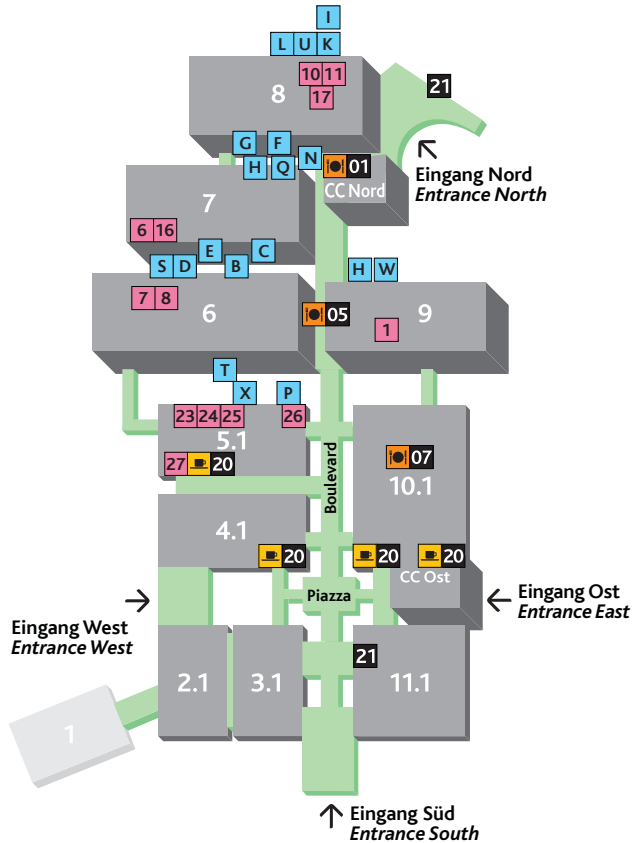 I
L U K
10 11
8
17
21
G F
N
H Q
01
CC Nord
Eingang Nord
Entrance North
7
6 16
E C
S D B
H W
7 8
6
05
9
1
T
X P
23 24 25 26
5.1
27 20
Boulevard
07
10.1
4.1
20
20
20
CC Ost
Piazza
Eingang West
Entrance West
Eingang Ost
Entrance East
21
2.1
3.1
11.1
1
Eingang Süd
Entrance South